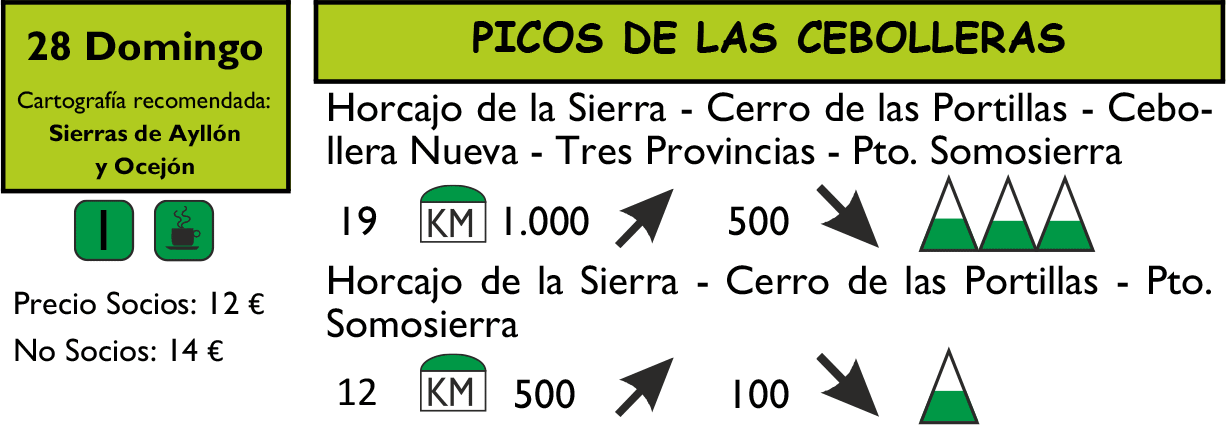 28 Domingo
Cartografía recomendada:
Sierras de Ayllón
y Ocejón
I
Precio Socios: 12 €
No Socios: 14 €
PICOS DE LAS CEBOLLERAS
Horcajo de la Sierra - Cerro de las Portillas - Cebo-
llera Nueva - Tres Provincias - Pto. Somosierra
19 KM 1.000 500
Horcajo de la Sierra - Cerro de las Portillas - Pto.
Somosierra
12 KM 500 100